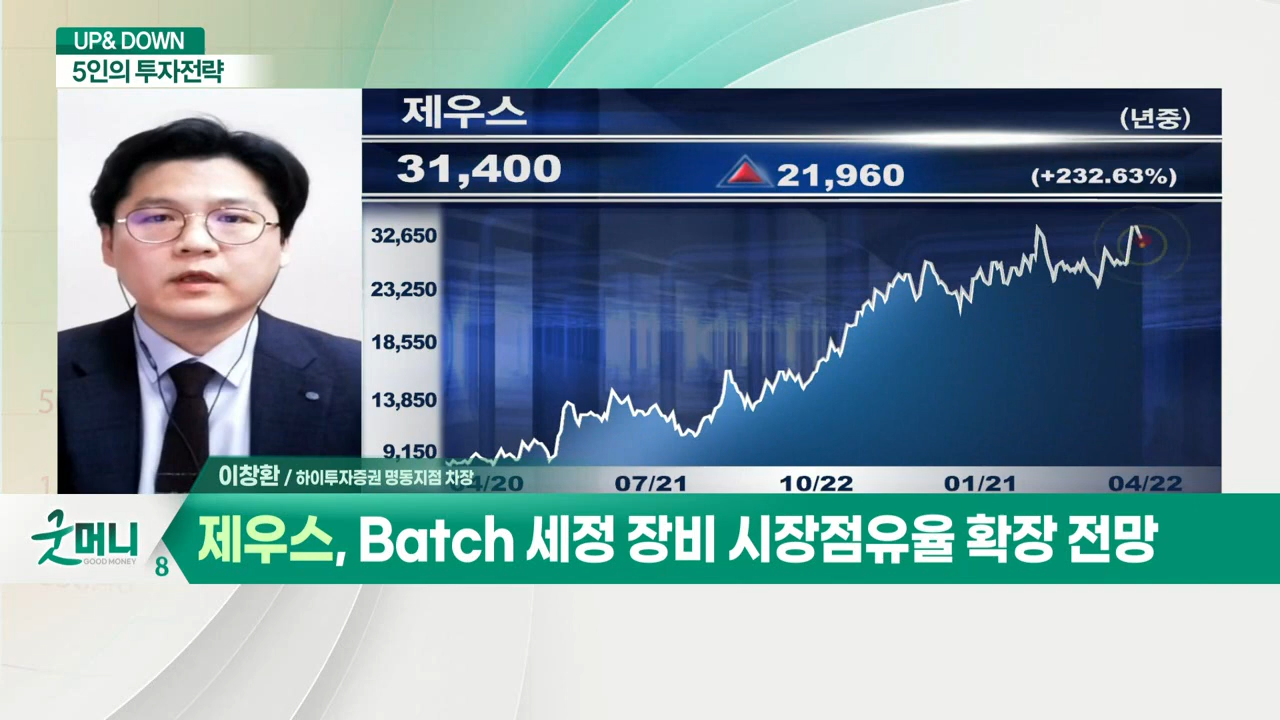 UP& DOWN
5인의 투자전략
제우스
(년중)
31,400
21,960
(+232.63%)
32,650
23,250
18,550
13,850
9,150
04/20
07/21
10/22
01/21
04/22
이창환 / 하이투자증권 명동지점 차장
굿머니
GOOD MONEY
8
제우스, Batch 세정 장비 시장점유율 확장 전망